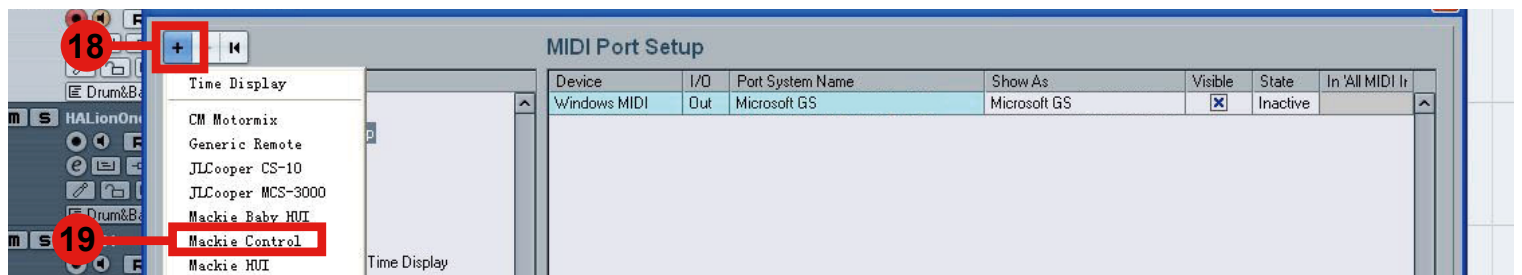 18
+
MIDI Port Setup
Time Display
Device I/O Port System Name Show As Visible State In 'All MIDI Ir
Drum&Ba
Windows MIDI Out Microsoft GS Microsoft GS Inactive
CM Motormix
m S HALionOne
Generic Remote
p
JLCooper CS-10
e
JLCooper MCS-3000
Drum&Ba
Mackie Baby HUI
19
m S
Mackie Control
Mackie HUI
Time Display